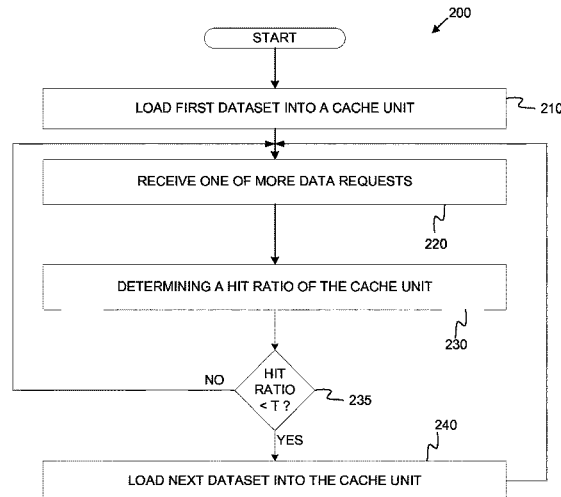 200
START
LOAD FIRST DATASET INTO A CACHE UNIT
210
RECEIVE ONE OF MORE DATA REQUESTS
220
DETERMINING A HIT RATIO OF THE CACHE UNIT
230
NO
HIT
RATIO
< T ?
235
YES
240
LOAD NEXT DATASET INTO THE CACHE UNIT